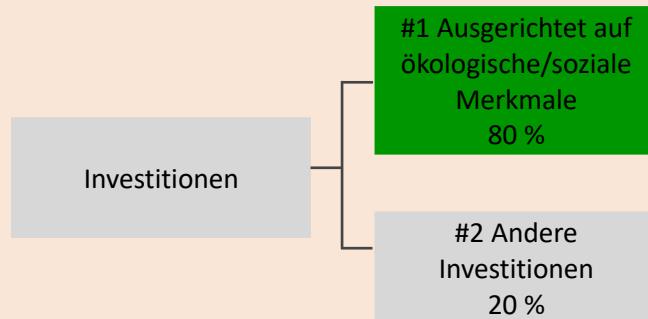 #1 Ausgerichtet auf
ökologische/soziale
Merkmale
80 %
Investitionen
#2 Andere
Investitionen
20 %